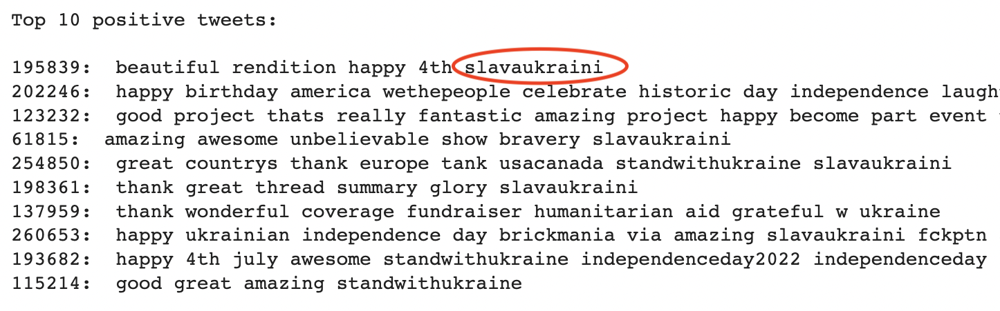 Top 10 positive tweets:
195839: beautiful rendition happy 4th slavaukraini
202246: happy birthday america wethepeople celebrate historic day independence
123232: good project thats really fantastic amazing project happy become part event
61815: amazing awesome unbelievable show bravery slavaukraini
254850: great countrys thank europe tank usacanada standwithukraine slavaukraini
198361: thank great thread summary glory slavaukraini
137959: thank wonderful coverage fundraiser humanitarian aid grateful w ukraine
260653: happy ukrainian independence day brickmania via amazing slavaukraini fckptn
193682: happy 4th july awesome standwithukraine independenceday2022 independenceday
115214: good great amazing standwithukraine